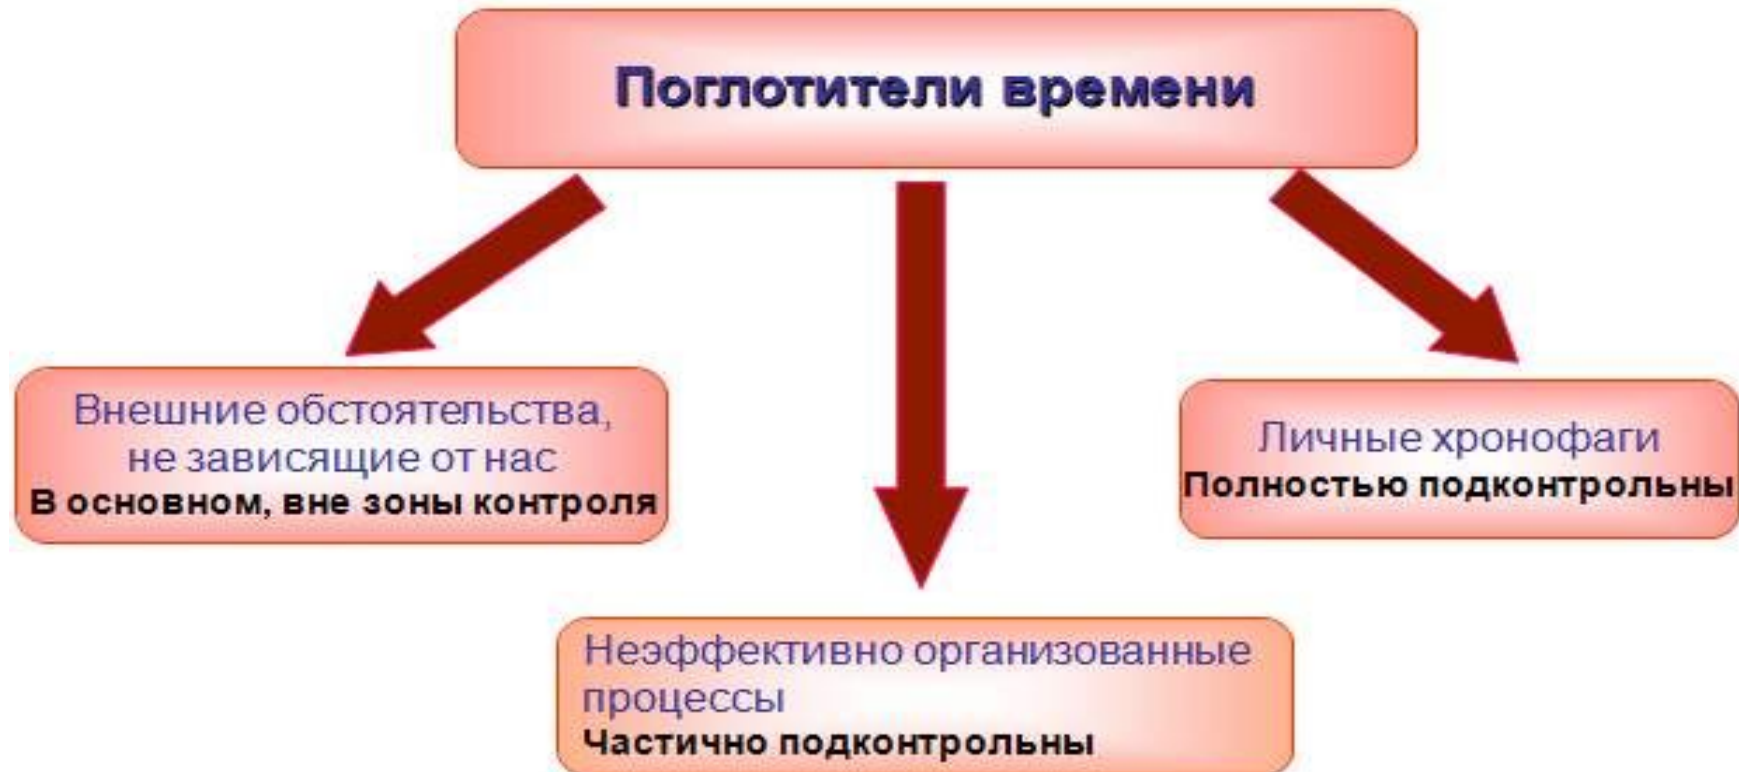 Поглотители времени
Внешние обстоятельства,
не зависящие от нас
В основном, вне зоны контроля
Личные хронофаги
Полностью подконтрольны
Неэффективно организованные
процессы
Частично подконтрольны